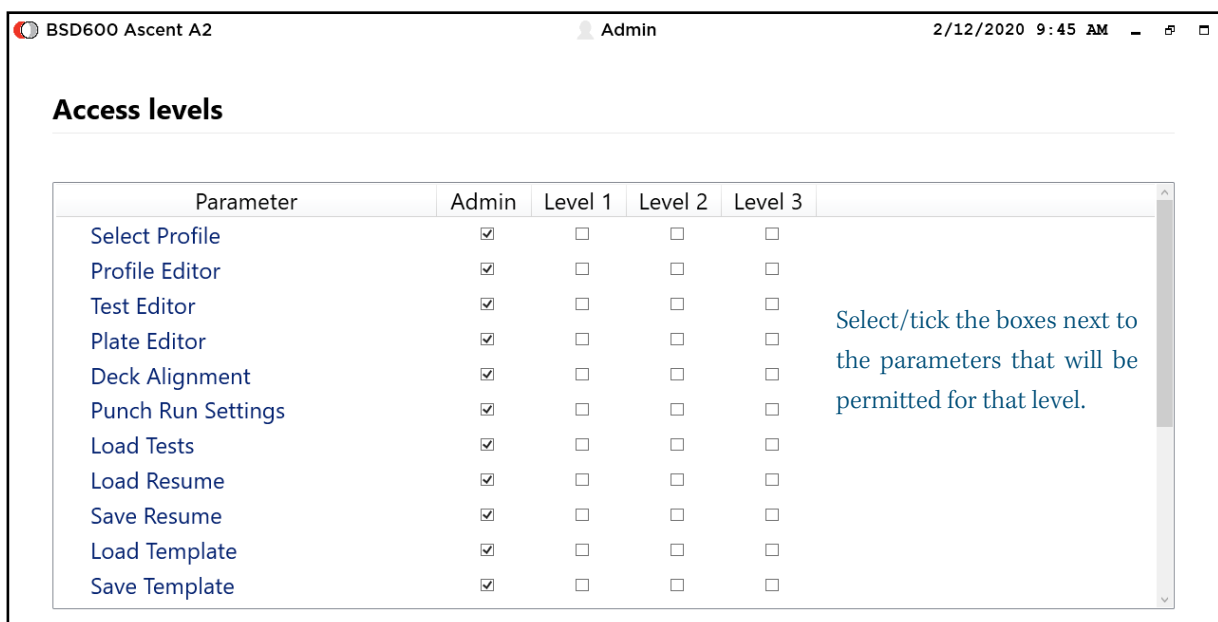 BSD600 Ascent A2 Admin 2/12/2020 9:45 AM
Access levels
Parameter Admin Level 1 Level 2 Level 3
Select Profile
Profile Editor
Test Editor
Plate Editor
Deck Alignment
Punch Run Settings
Load Tests
Load Resume
Save Resume
Load Template
Save Template
Select/tick the boxes next to
the parameters that will be
permitted for that level.